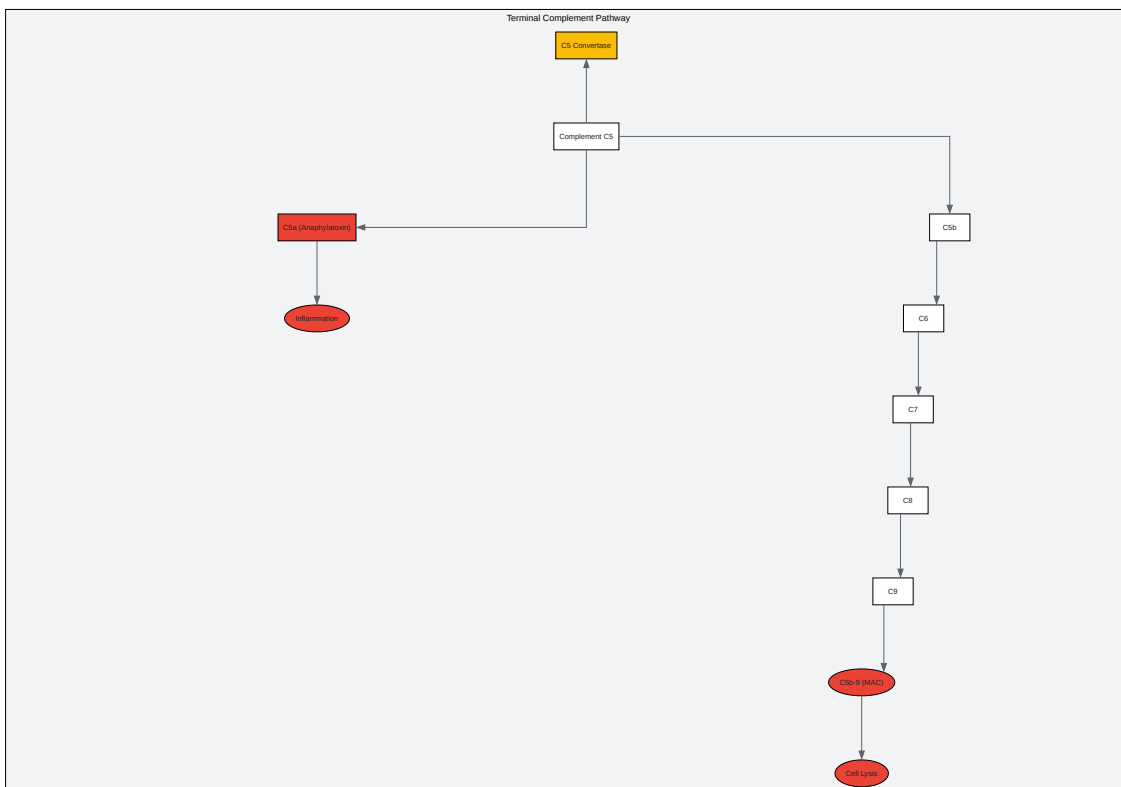 Terminal Complement Pathway
C5 Convertase
Complement C5
C5a (Anaphylatoxin)
C5b
Inflammation
C6
C7
C8
C9
C5b-9 (MAC)
Cell Lysis